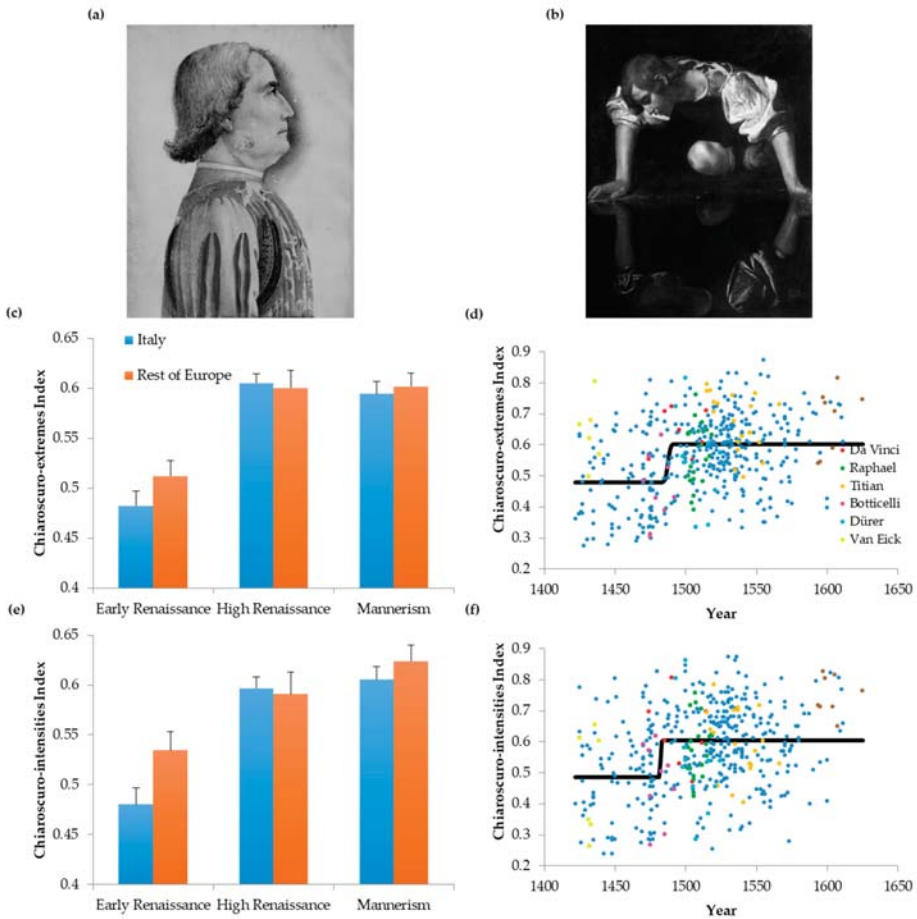 (a)
(b)
(c)
Chiaroscuro-extremes Index
0.65
0.6
0.55
0.5
0.45
0.4
Italy
Rest of Europe
Early Renaissance High Renaissance Mannerism
(d)
Chiaroscuro-extremes Index
0.9
0.8
0.7
0.6
0.5
0.4
0.3
0.2
Da Vinci
Raphael
Titian
Botticelli
Dürer
Van Eick
1400 1450 1500 1550 1600 1650
Year
(e)
Chiaroscuro-intensities Index
0.65
0.6
0.55
0.5
0.45
0.4
Early Renaissance High Renaissance Mannerism
(f)
Chiaroscuro-intensities Index
0.9
0.8
0.7
0.6
0.5
0.4
0.3
0.2
1400 1450 1500 1550 1600 1650
Year